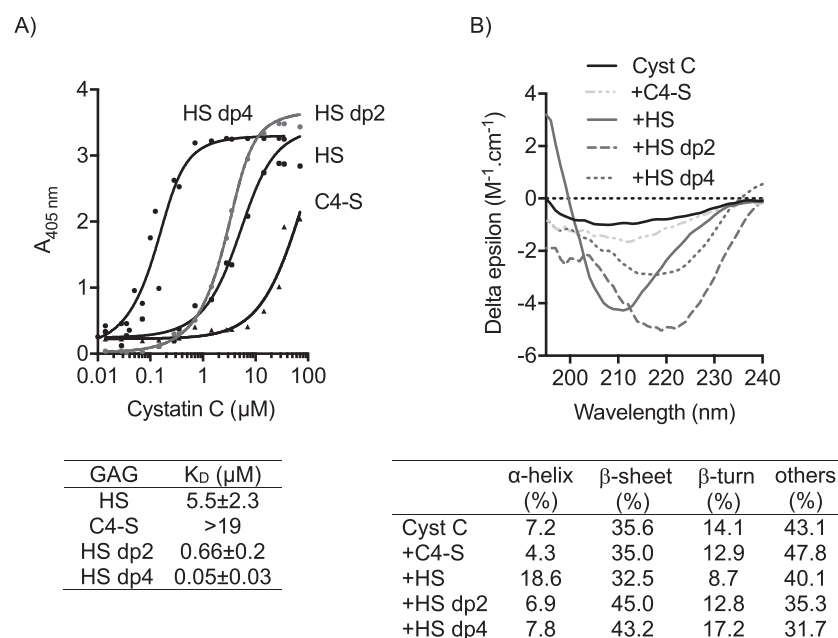 A)
4
3
2
1
0
A405 nm
0.01 0.1 1 10 100
Cystatin C (µM)
HS dp4
HS dp2
HS
C4-S
GAG KD (µM)
HS 5.5±2.3
C4-S >19
HS dp2 0.66±0.2
HS dp4 0.05±0.03
B)
Cyst C
+C4-S
+HS
+HS dp2
+HS dp4
4
2
0
-2
-4
-6
Delta epsilon (M-1.cm-1)
200 210 220 230 240
Wavelength (nm)
α-helix β-sheet β-turn others
(%) (%) (%) (%)
Cyst C 7.2 35.6 14.1 43.1
+C4-S 4.3 35.0 12.9 47.8
+HS 18.6 32.5 8.7 40.1
+HS dp2 6.9 45.0 12.8 35.3
+HS dp4 7.8 43.2 17.2 31.7